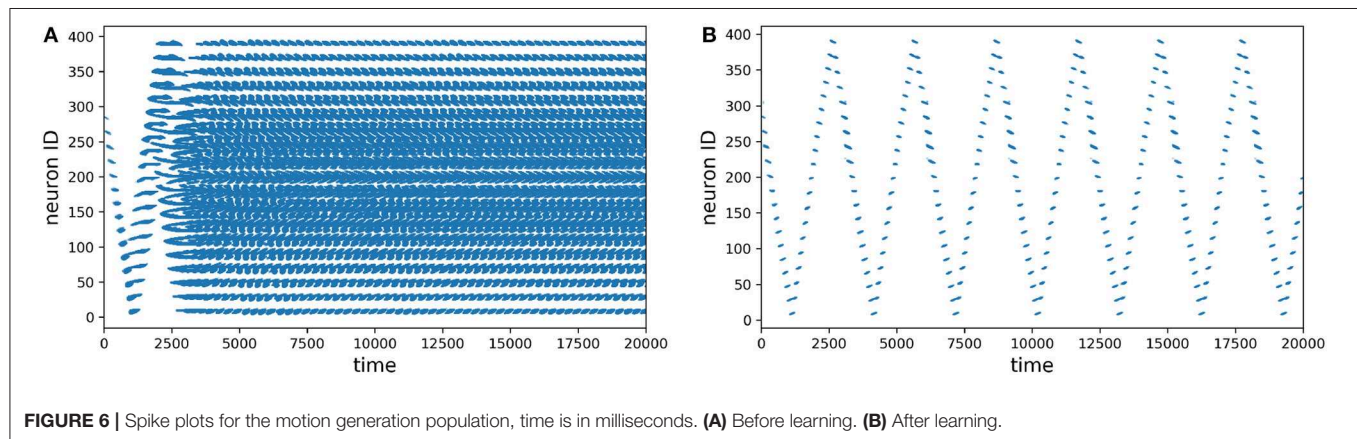 A
B
400
350
300
250
200
150
100
50
0
neuron ID
0 2500 5000 7500 10000 12500 15000 17500 20000
time
400
350
300
250
200
150
100
50
0
neuron ID
0 2500 5000 7500 10000 12500 15000 17500 20000
time
FIGURE 6 | Spike plots for the motion generation population, time is in milliseconds. (A) Before learning. (B) After learning.